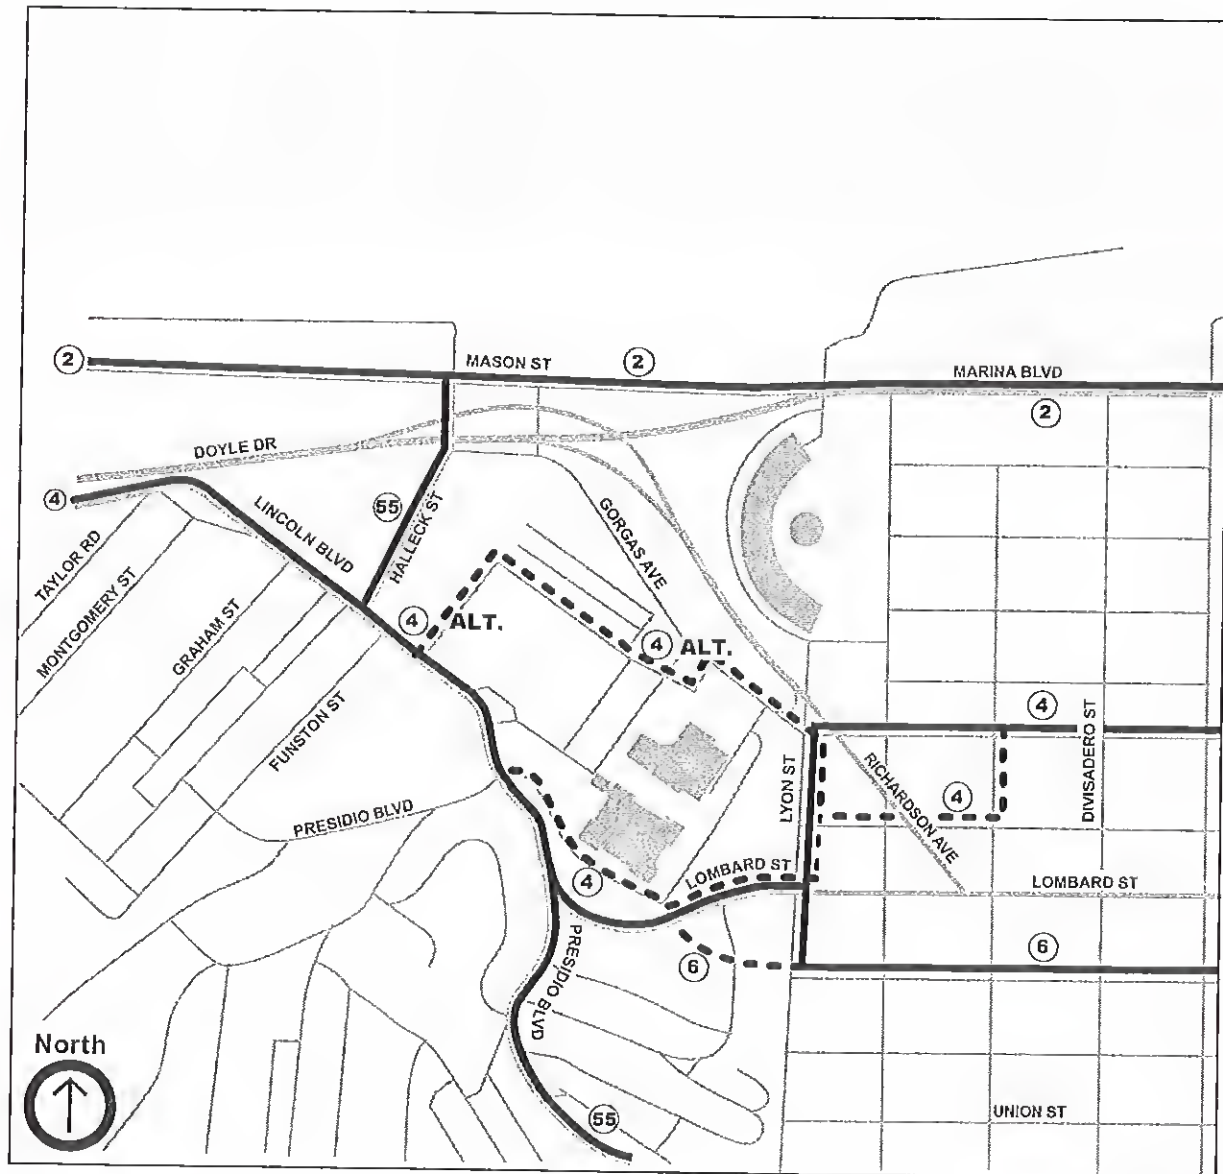 2
MASON ST
2
MARINA BLVD
2
DOYLE DR
4
LINCOLN BLVD
55
HALLECK ST
GORGAS AVE
TAYLOR RD
MONTGOMERY ST
GRAHAM ST
4
ALT.
4
ALT.
FUNSTON ST
4
DIVISADERO ST
LYON ST
RICHARDSON AVE
4
PRESIDIO BLVD
4
LOMBARD ST
LOMBARD ST
PRESIDIO BLVD
6
6
North
55
UNION ST